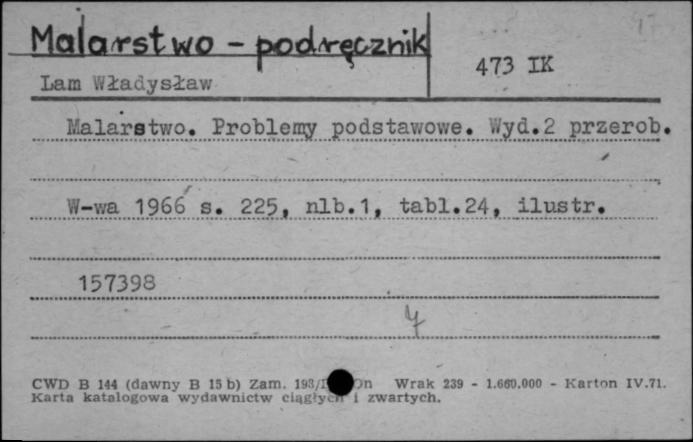 Malarstwo - podręcznik
473 IK
Lam Władysław
Malarstwo. Problemy podstawowe. Wyd.2 przerob.
W-wa 1966 s. 225, nlb.1, tabl.24, ilustr.
157398
4
CWD B 144 (dawny B 15 b) Zam. Wrak 239 - 1.660.000 - Karton IV.71.
Karta katalogowa wydawnictw ciągłych i zwartych.